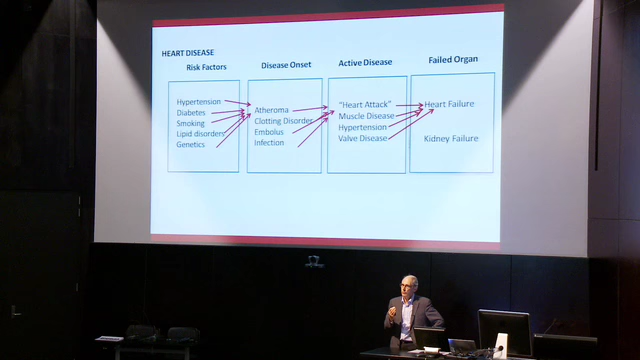 HEART DISEASE
Risk Factors
Disease Onset
Active Disease
Failed Organ
Hypertension
Diabetes
Smoking
Lipid disorders
Genetics
Atheroma
Clotting Disorder
Embolus
Infection
"Heart Attack"
Muscle Disease
Hypertension
Valve Disease
Heart Failure
Kidney Failure